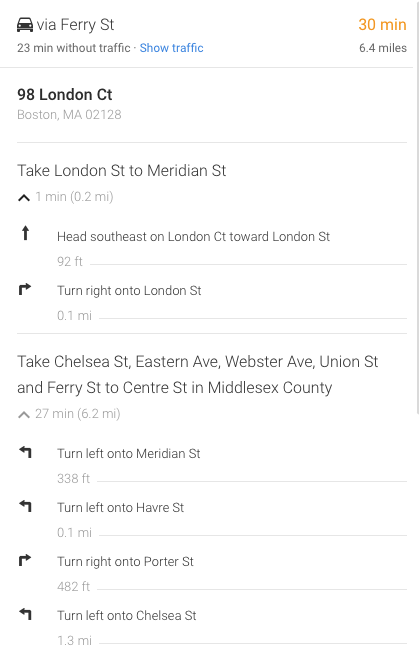 via Ferry St
30 min
23 min without traffic · Show traffic
6.4 miles
98 London Ct
Boston, MA 02128
Take London St to Meridian St
1 min (0.2 mi)
Head southeast on London Ct toward London St
92 ft
Turn right onto London St
0.1 mi
Take Chelsea St, Eastern Ave, Webster Ave, Union St
and Ferry St to Centre St in Middlesex County
27 min (6.2 mi)
Turn left onto Meridian St
338 ft
Turn left onto Havre St
0.1 mi
Turn right onto Porter St
482 ft
Turn left onto Chelsea St
1.3 mi